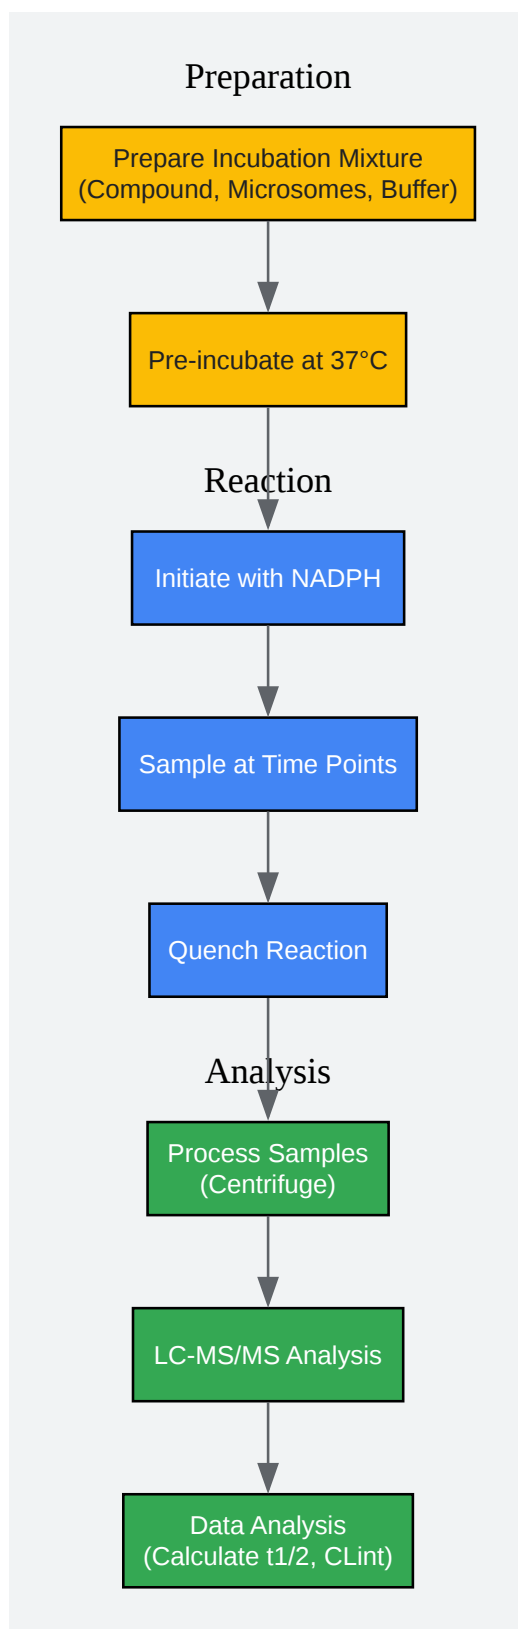 Preparation
Prepare Incubation Mixture
(Compound, Microsomes, Buffer)
Pre-incubate at 37°C
Reaction
Initiate with NADPH
Sample at Time Points
Quench Reaction
Analysis
Process Samples
(Centrifuge)
LC-MS/MS Analysis
Data Analysis
(Calculate t1/2, CLint)